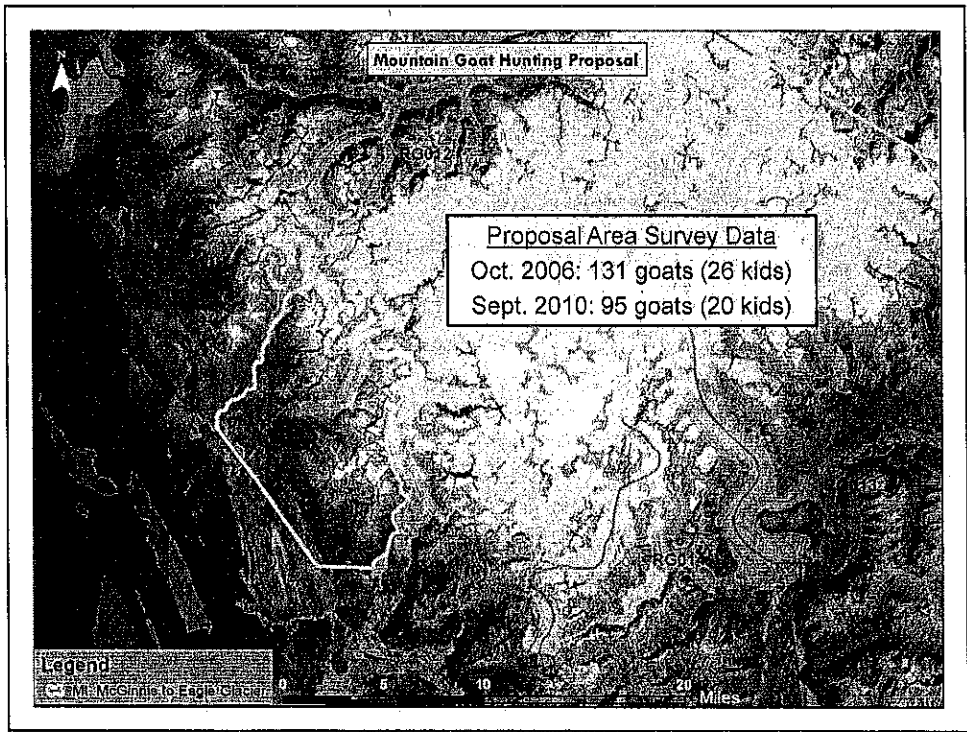 N
Mountain Goat Hunting Proposal
RG012
Proposal Area Survey Data
Oct. 2006: 131 goats (26 kids)
Sept. 2010: 95 goats (20 kids)
Legend
Mt. McGinnis to Eagle Glacier
0 5 10 20
Miles